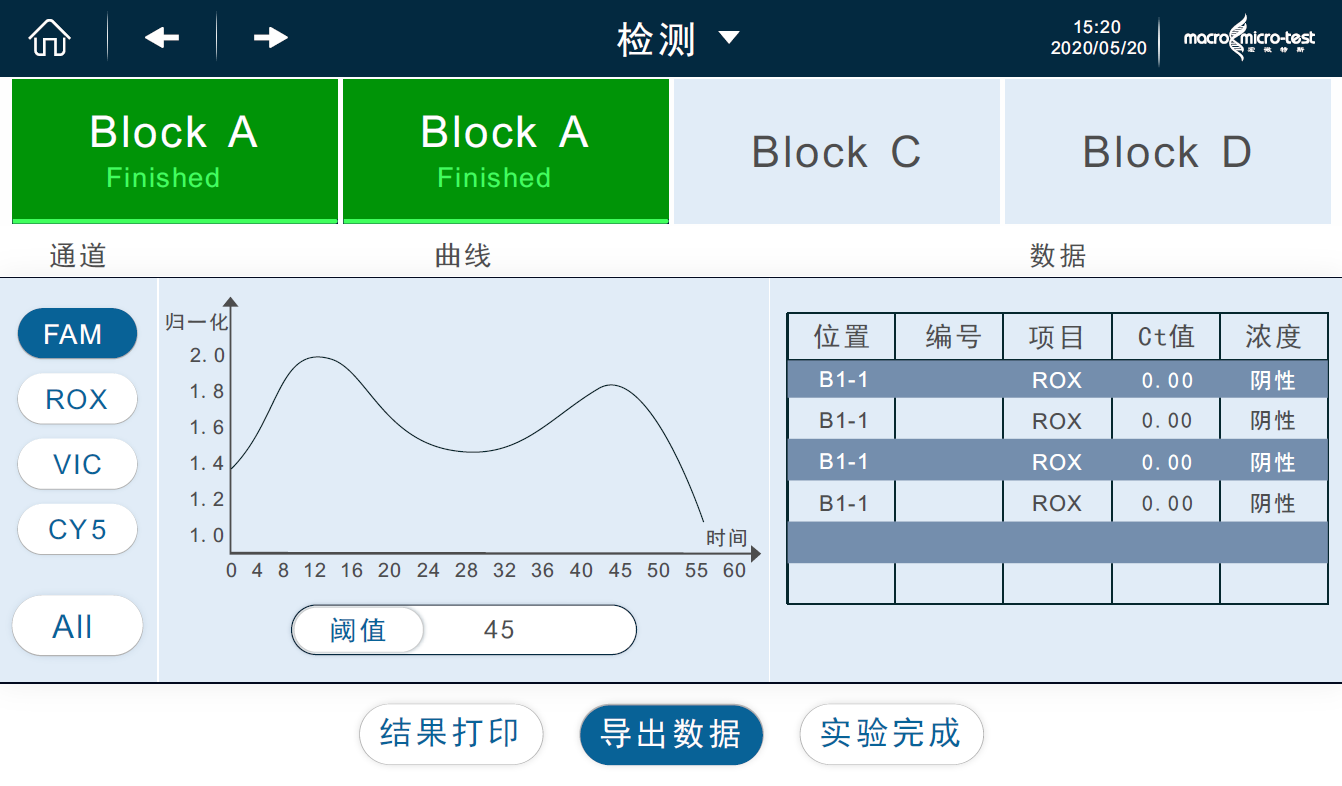 检测
15:20
2020/05/20
macro micro-test
宏微特斯
Block A
Finished
Block A
Finished
Block C
Block D
通道
曲线
数据
FAM
ROX
VIC
CY5
All
归一化
2.0
1.8
1.6
1.4
1.2
1.0
时间
0 4 8 12 16 20 24 28 32 36 40 45 50 55 60
阈值 45
位置 编号 项目 Ct值 浓度
B1-1 ROX 0.00 阴性
B1-1 ROX 0.00 阴性
B1-1 ROX 0.00 阴性
B1-1 ROX 0.00 阴性
结果打印
导出数据
实验完成